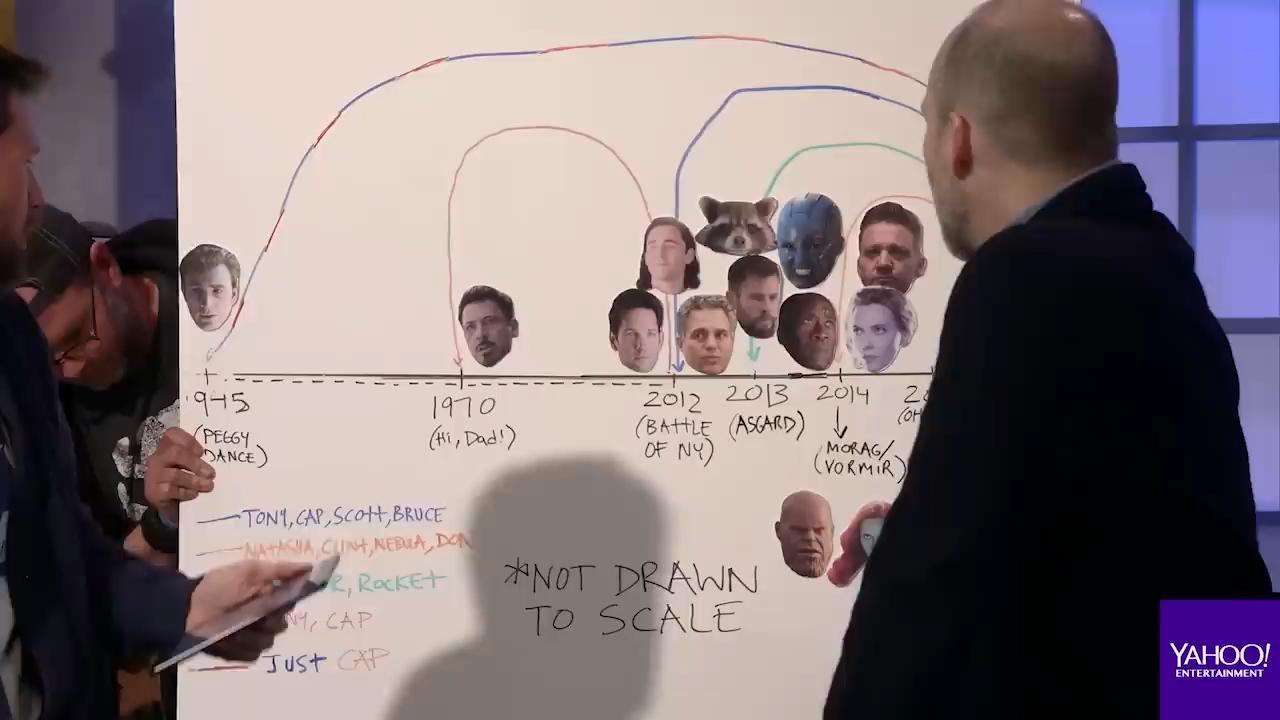 1945
1970
2012
2013
2014
(PEGGY
DANCE)
(Hi, Dad!)
(BATTLE
OF NY)
(ASGARD)
MORAG/
(VORMIR)
TONY, CAP, SCOTT, BRUCE
NATASHA, CLINT, NEBULA, DON
ROCKET
CAP
JUST CAP
*NOT DRAWN
TO SCALE
YAHOO!
ENTERTAINMENT